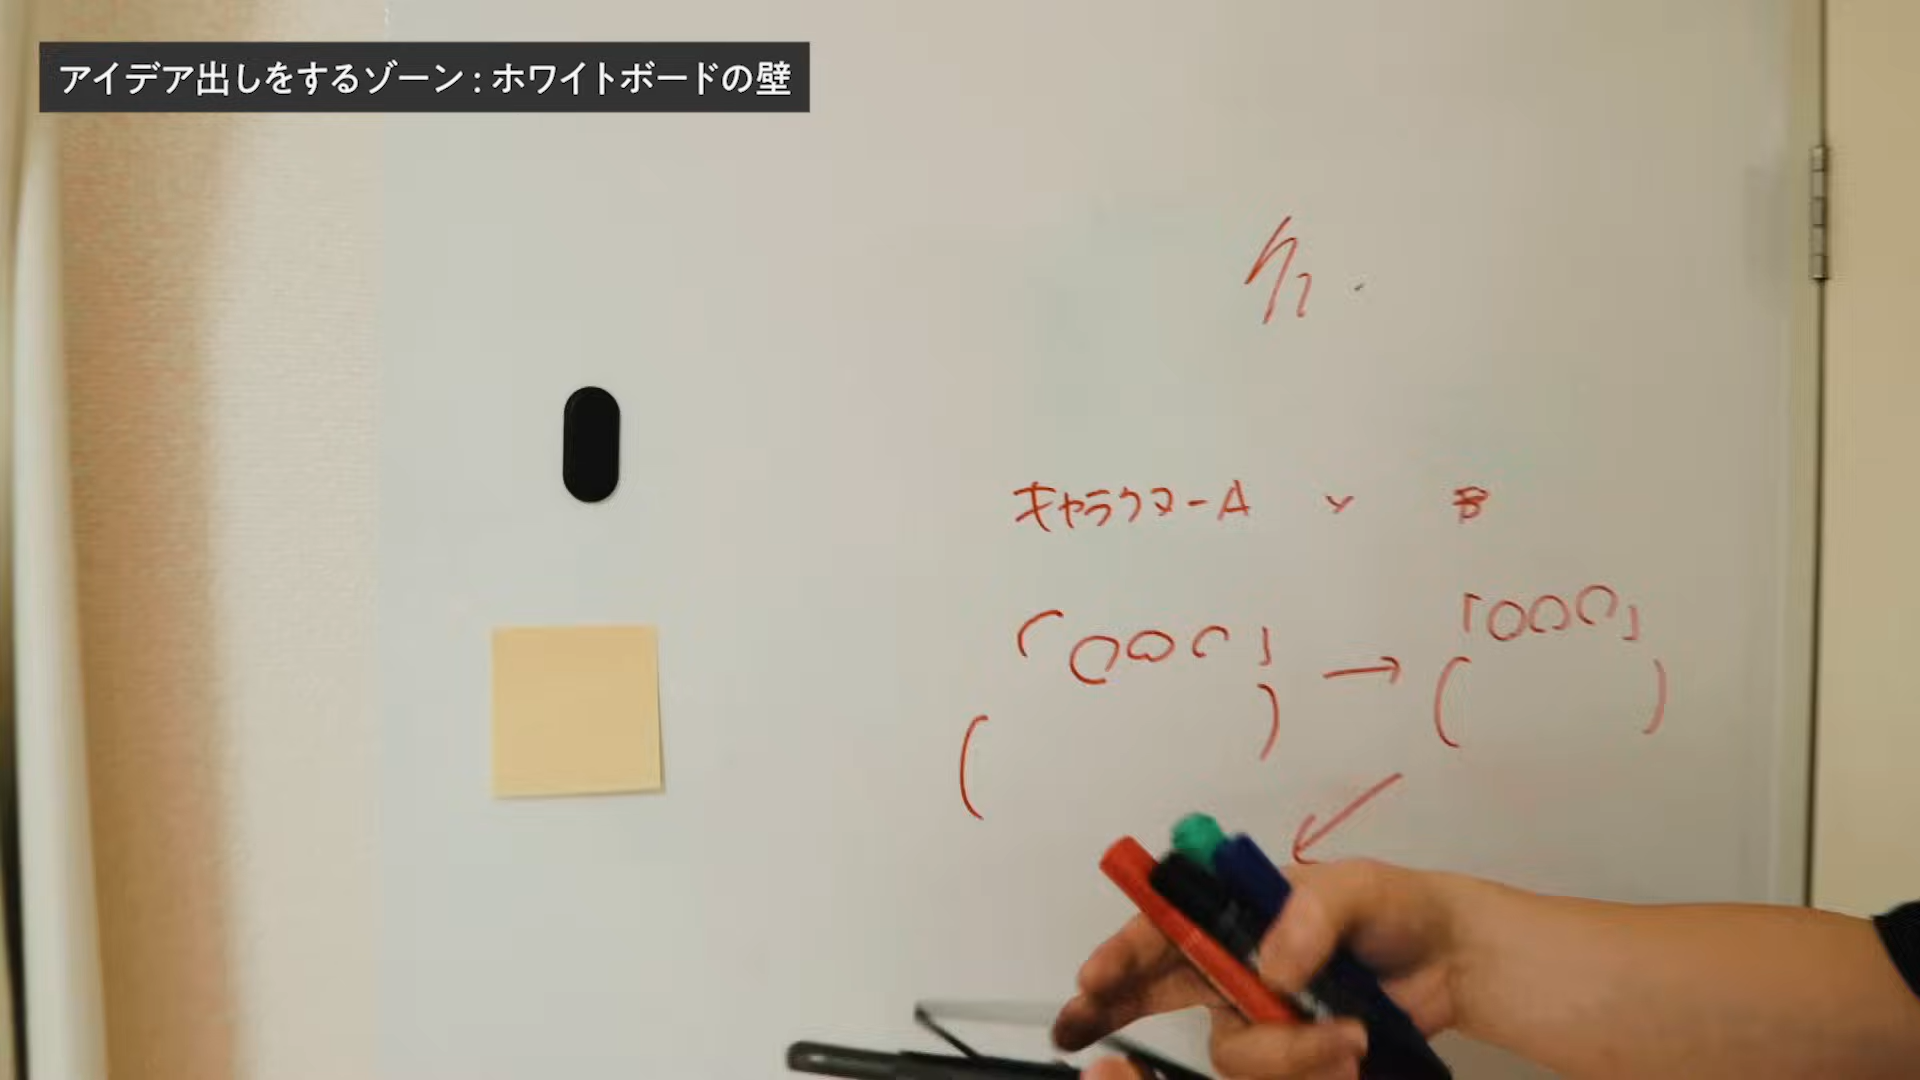 アイデア出しをするゾーン : ホワイトボードの壁
キャラクターA
B
「○○○」 → 「○○○」
(   ) (   )